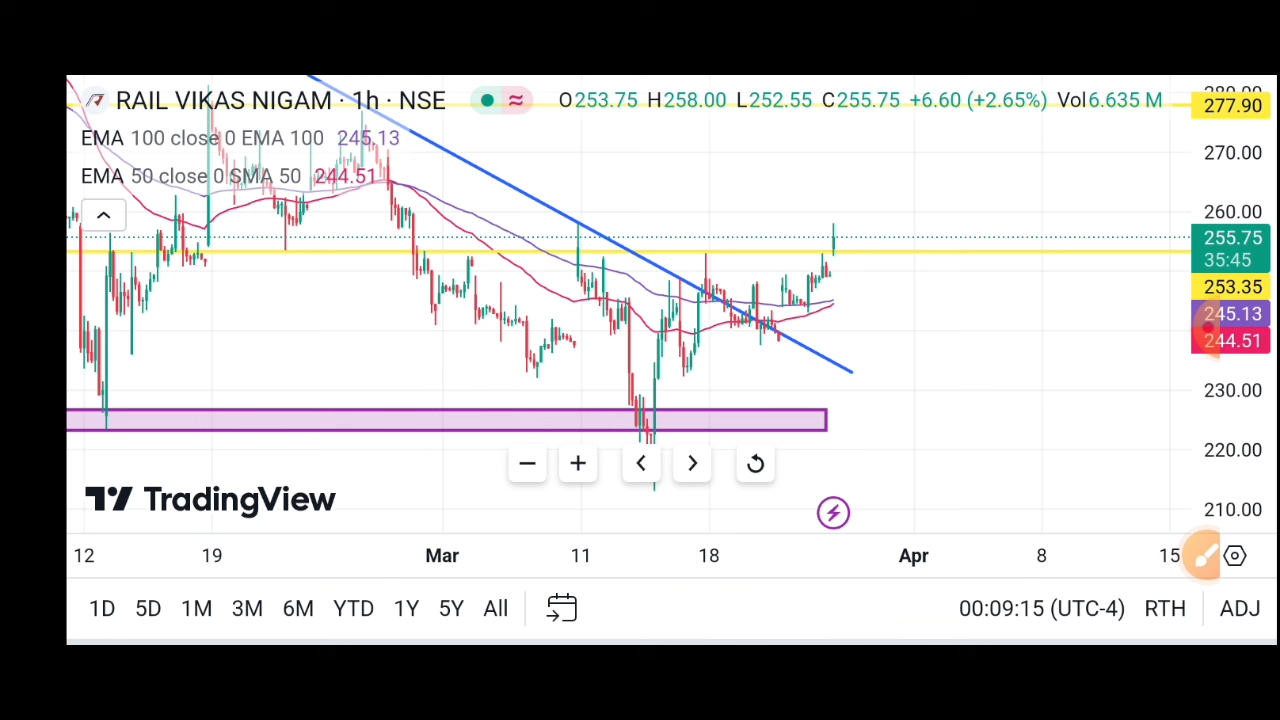 RAIL VIKAS NIGAM · 1h · NSE O253.75 H258.00 L252.55 C255.75 +6.60 (+2.65%) Vol6.635 M
EMA 100 close 0 EMA 100 245.13
EMA 50 close 0 SMA 50 244.51
280.00
277.90
270.00
260.00
255.75
35:45
253.35
245.13
244.51
230.00
220.00
210.00
TradingView
12 19 Mar 11 18 Apr 8 15
1D 5D 1M 3M 6M YTD 1Y 5Y All 00:09:15 (UTC-4) RTH ADJ